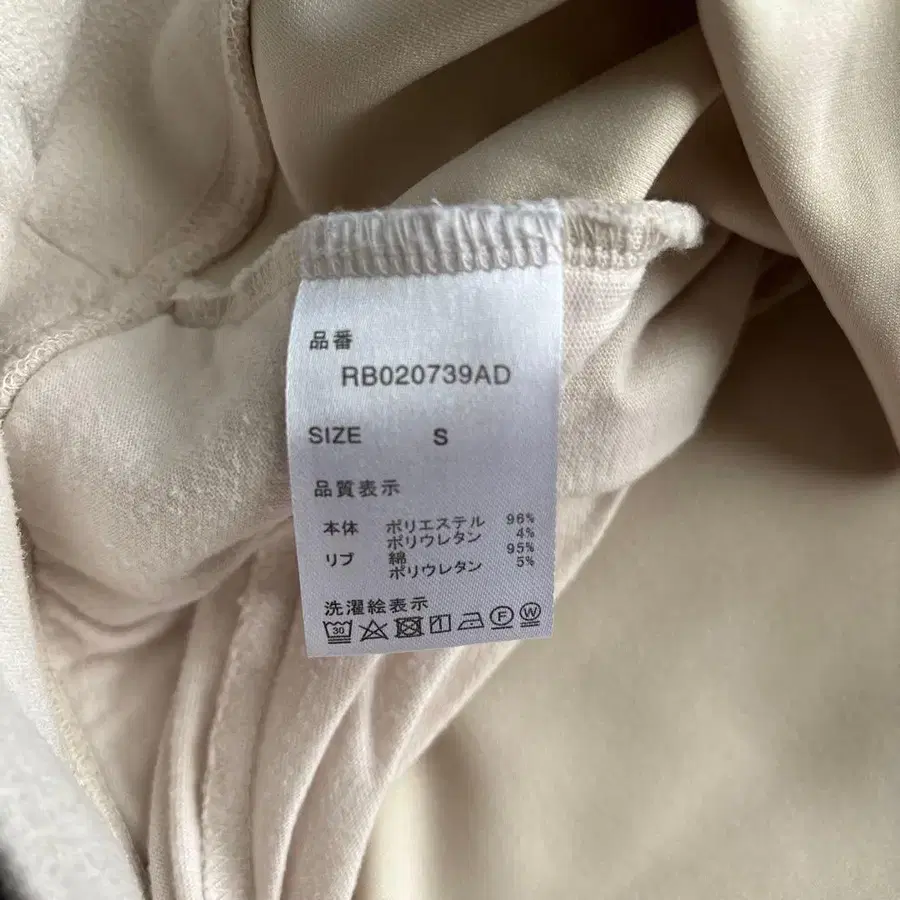 品番
RB020739AD
SIZE S
品質表示
本体 ポリエステル 96%
ポリウレタン 4%
リブ 綿 95%
ポリウレタン 5%
洗濯絵表示
30 F W